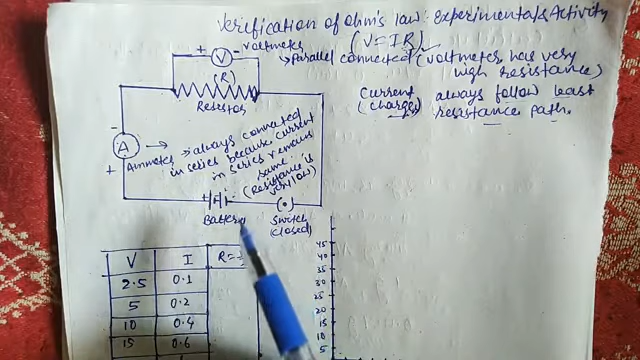 Verification of Ohm's law: Experimental Activity
(V = IR)
+ V - voltmeter
→ Parallel connected (voltmeter has very
high resistance)
(R)
Resistor
Current always follow least
(charge) resistance path.
-
A
+
Ammeter → always connected
in series because current
in series remains
same.
(Resistance is
very low)
+
Battery
Switch
(closed)
V I R =
2.5 0.1
5 0.2
10 0.4
15 0.6
45
40
35
30
25
20
15
10
5